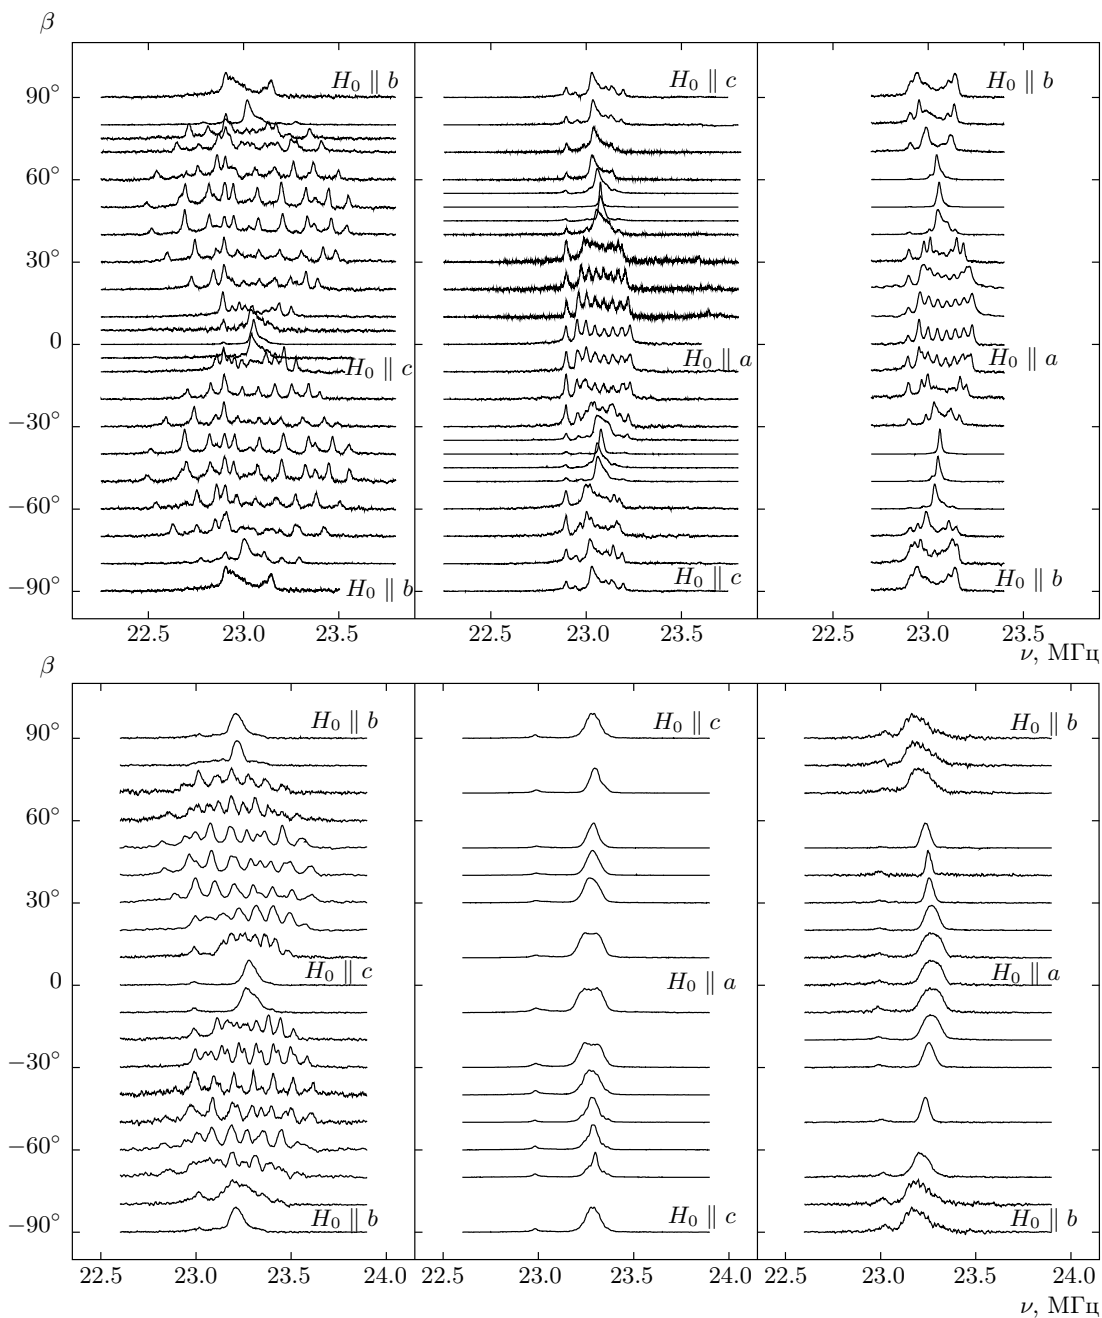 β
H₀ ∥ b
H₀ ∥ c
H₀ ∥ b
90°
60°
30°
0
H₀ ∥ c
H₀ ∥ a
H₀ ∥ a
−30°
−60°
−90°
H₀ ∥ b
H₀ ∥ c
H₀ ∥ b
22.5 23.0 23.5 22.5 23.0 23.5 22.5 23.0 23.5
ν, МГц
β
H₀ ∥ b
H₀ ∥ c
H₀ ∥ b
90°
60°
30°
0
H₀ ∥ c
H₀ ∥ a
H₀ ∥ a
−30°
−60°
−90°
H₀ ∥ b
H₀ ∥ c
H₀ ∥ b
22.5 23.0 23.5 24.0 22.5 23.0 23.5 24.0 22.5 23.0 23.5 24.0
ν, МГц